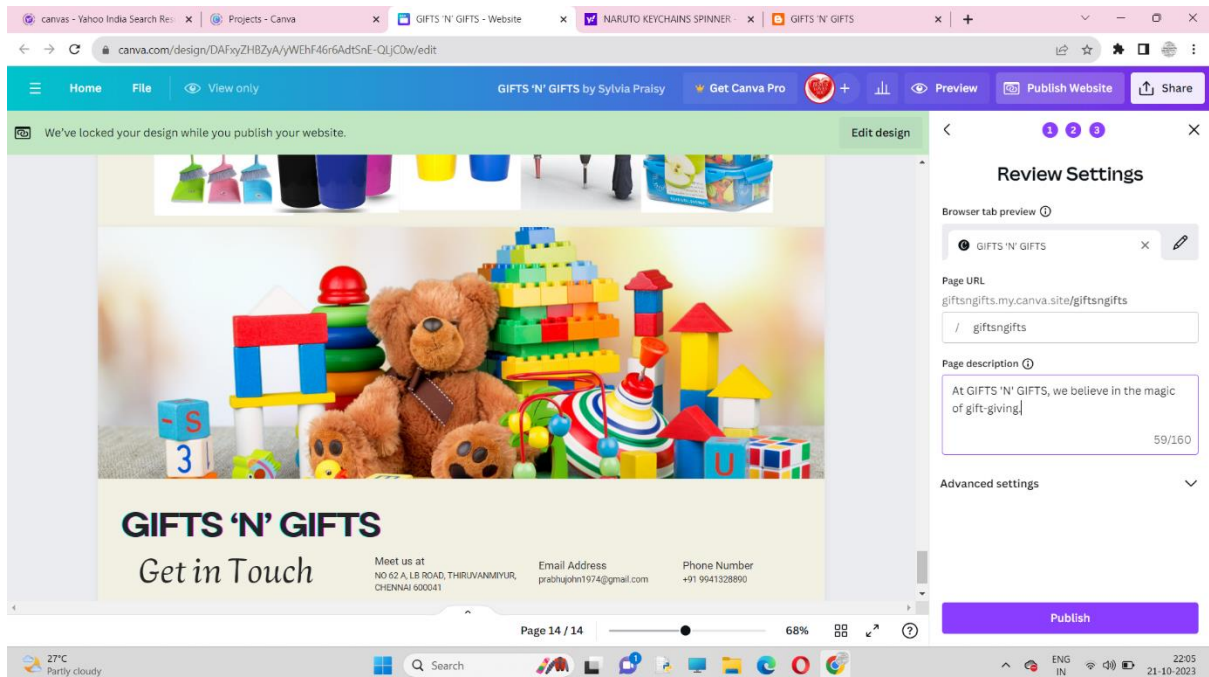 canvas - Yahoo India Search Res
Projects - Canva
GIFTS 'N' GIFTS - Website
NARUTO KEYCHAINS SPINNER -
GIFTS 'N' GIFTS
canva.com/design/DAFxyZHBZyA/yWEhF46r6AdtSnE-QLjC0w/edit
Home File View only GIFTS 'N' GIFTS by Sylvia Praisy Get Canva Pro Preview Publish Website Share
We've locked your design while you publish your website. Edit design
1 2 3
Review Settings
Browser tab preview
GIFTS 'N' GIFTS
Page URL
giftsngifts.my.canva.site/giftsngifts
/ giftsngifts
Page description
At GIFTS 'N' GIFTS, we believe in the magic
of gift-giving.
59/160
Advanced settings
Publish
S
3
U
GIFTS ‘N’ GIFTS
Get in Touch
Meet us at
NO 62 A, LB ROAD, THIRUVANMIYUR,
CHENNAI 600041
Email Address
prabhujohn1974@gmail.com
Phone Number
+91 9941328890
Page 14 / 14 68%
27°C
Partly cloudy
Search
ENG
IN
22:05
21-10-2023